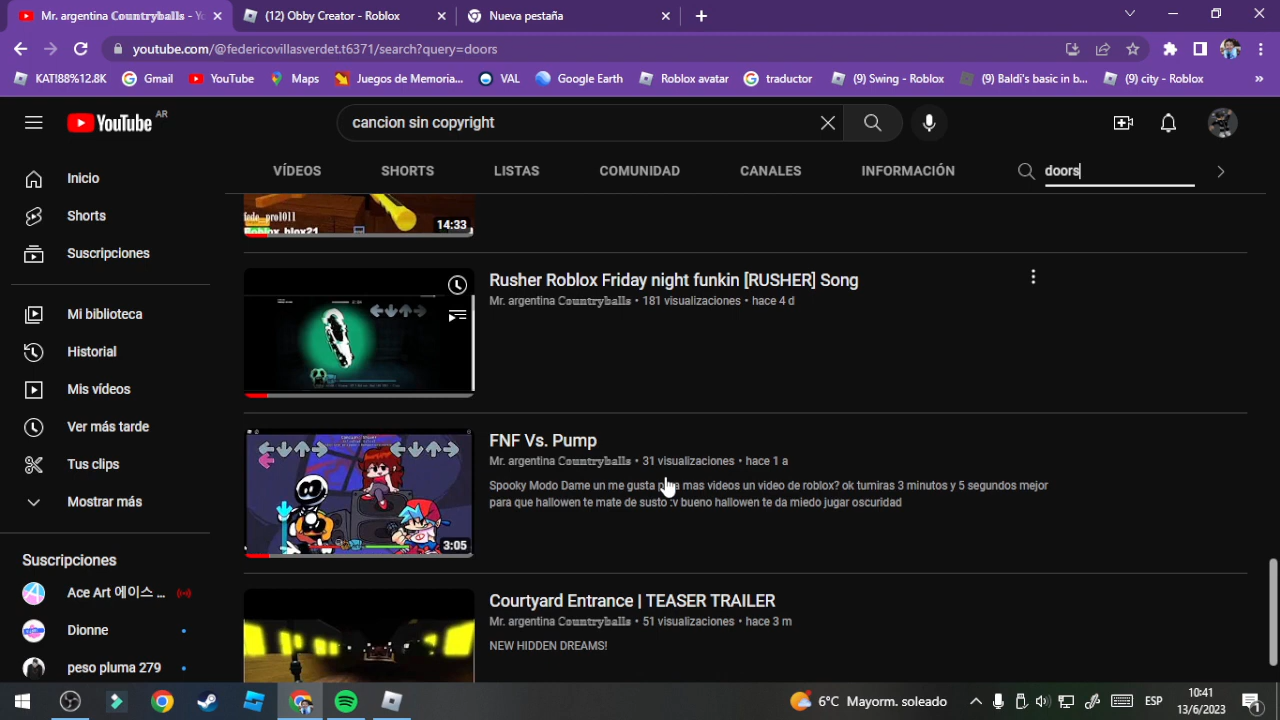 Mr. argentina Countryballs - Yo
(12) Obby Creator - Roblox
Nueva pestaña
youtube.com/@federicovillasverdet.t6371/search?query=doors
KAT!88%12.8K
Gmail
YouTube
Maps
Juegos de Memoria...
VAL
Google Earth
Roblox avatar
traductor
(9) Swing - Roblox
(9) Baldi's basic in b...
(9) city - Roblox
»
YouTube AR
cancion sin copyright
VÍDEOS
SHORTS
LISTAS
COMUNIDAD
CANALES
INFORMACIÓN
doors
Inicio
Shorts
Suscripciones
Mi biblioteca
Historial
Mis vídeos
Ver más tarde
Tus clips
Mostrar más
Suscripciones
Ace Art 에이스 ...
Dionne
peso pluma 279
fede_pro1011
Roblox_blox21
14:33
Rusher Roblox Friday night funkin [RUSHER] Song
Mr. argentina Countryballs • 181 visualizaciones • hace 4 d
FNF Vs. Pump
Mr. argentina Countryballs • 31 visualizaciones • hace 1 a
Spooky Modo Dame un me gusta para mas videos un video de roblox? ok tumiras 3 minutos y 5 segundos mejor
para que hallowen te mate de susto :v bueno hallowen te da miedo jugar oscuridad
3:05
Courtyard Entrance | TEASER TRAILER
Mr. argentina Countryballs • 51 visualizaciones • hace 3 m
NEW HIDDEN DREAMS!
6°C Mayorm. soleado
ESP
10:41
13/6/2023
1